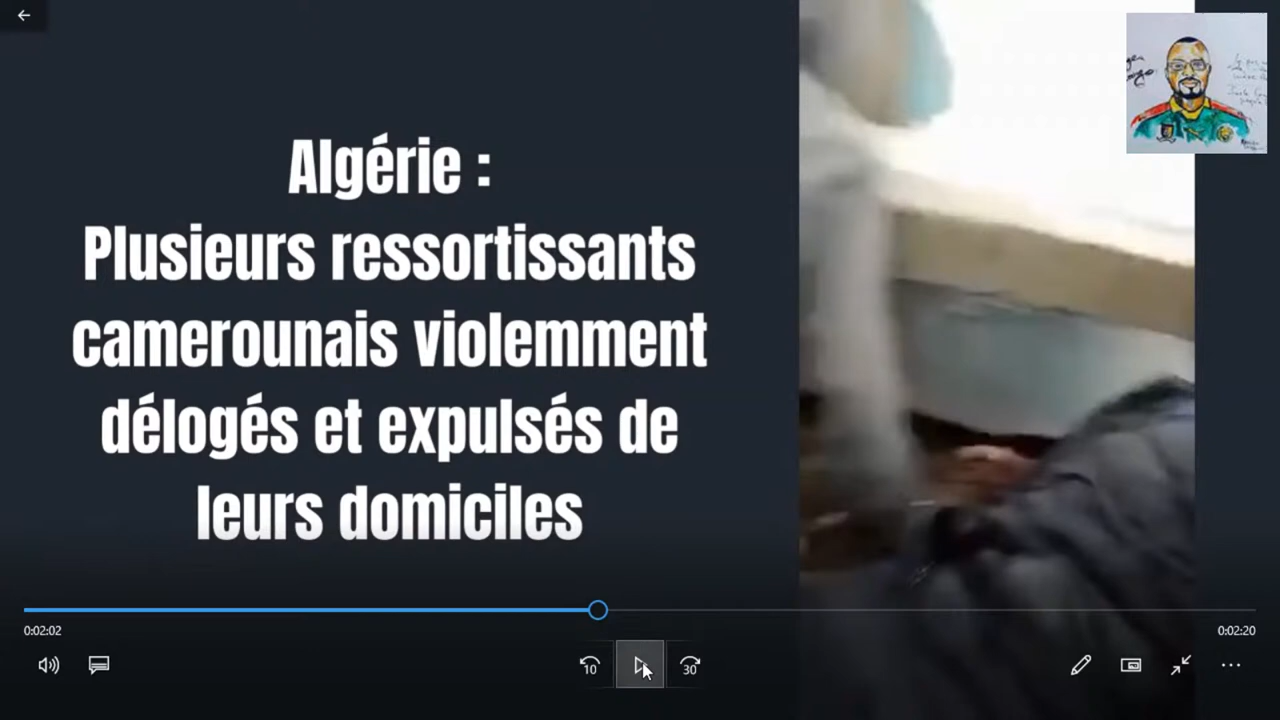 Algérie :
Plusieurs ressortissants
camerounais violemment
délogés et expulsés de
leurs domiciles
0:02:02
0:02:20
10
30